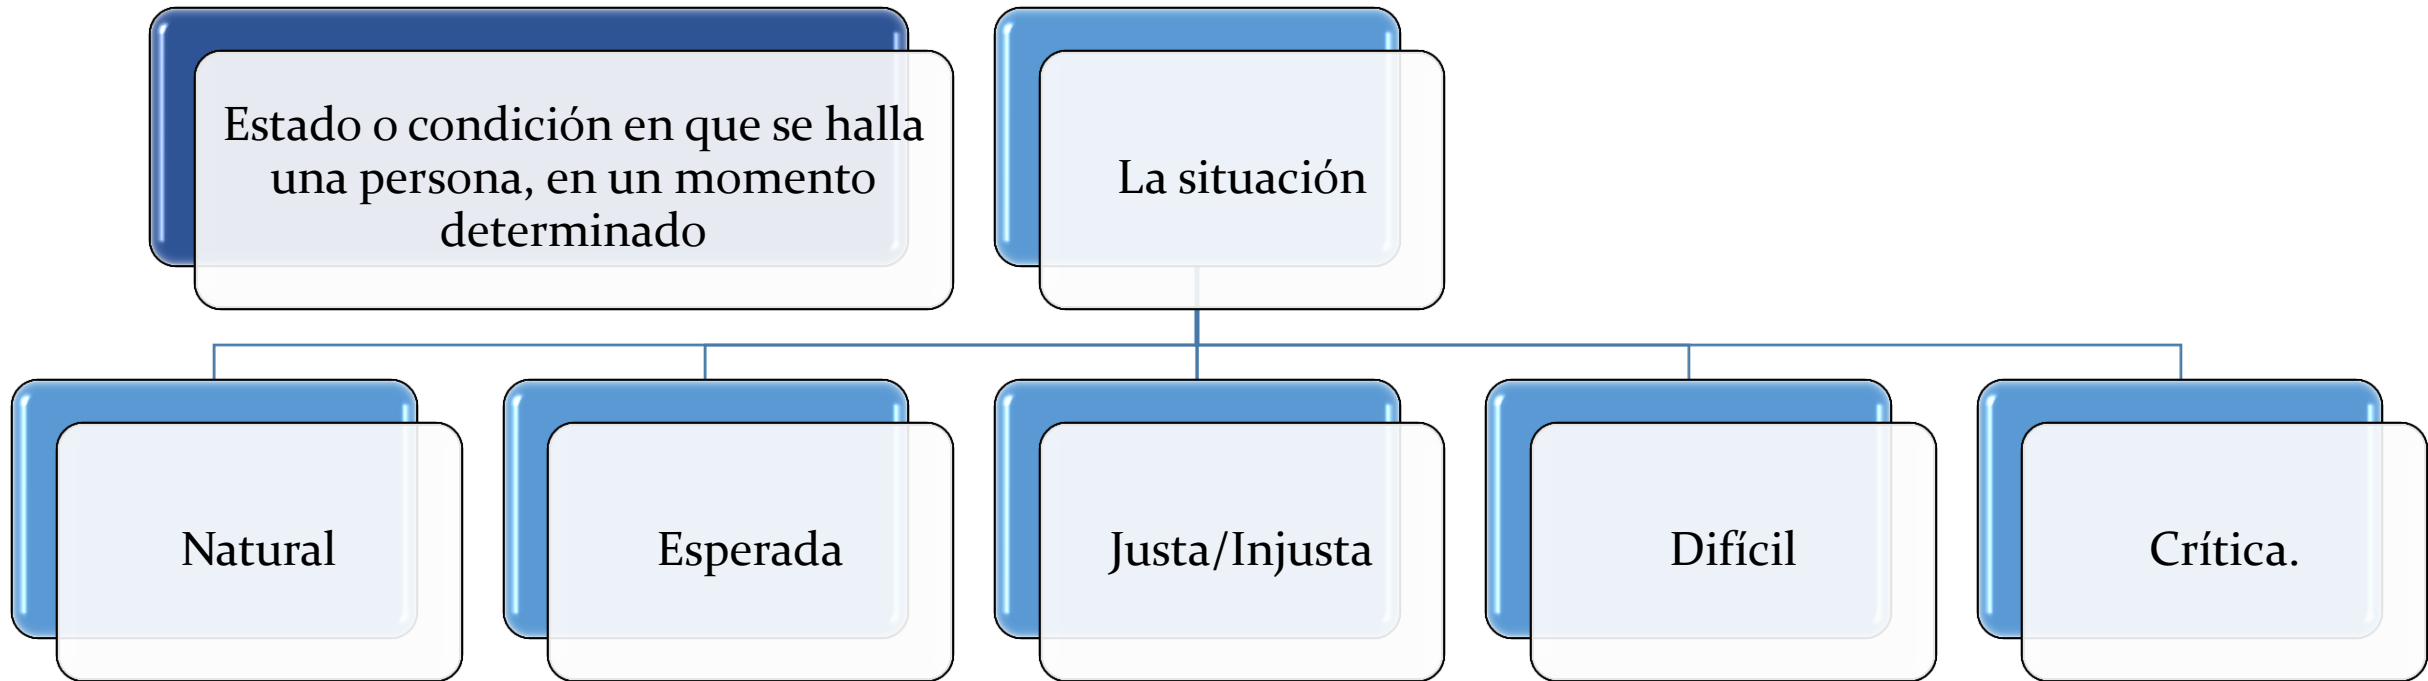 Estado o condición en que se halla
una persona, en un momento
determinado
La situación
Natural
Esperada
Justa/Injusta
Difícil
Crítica.